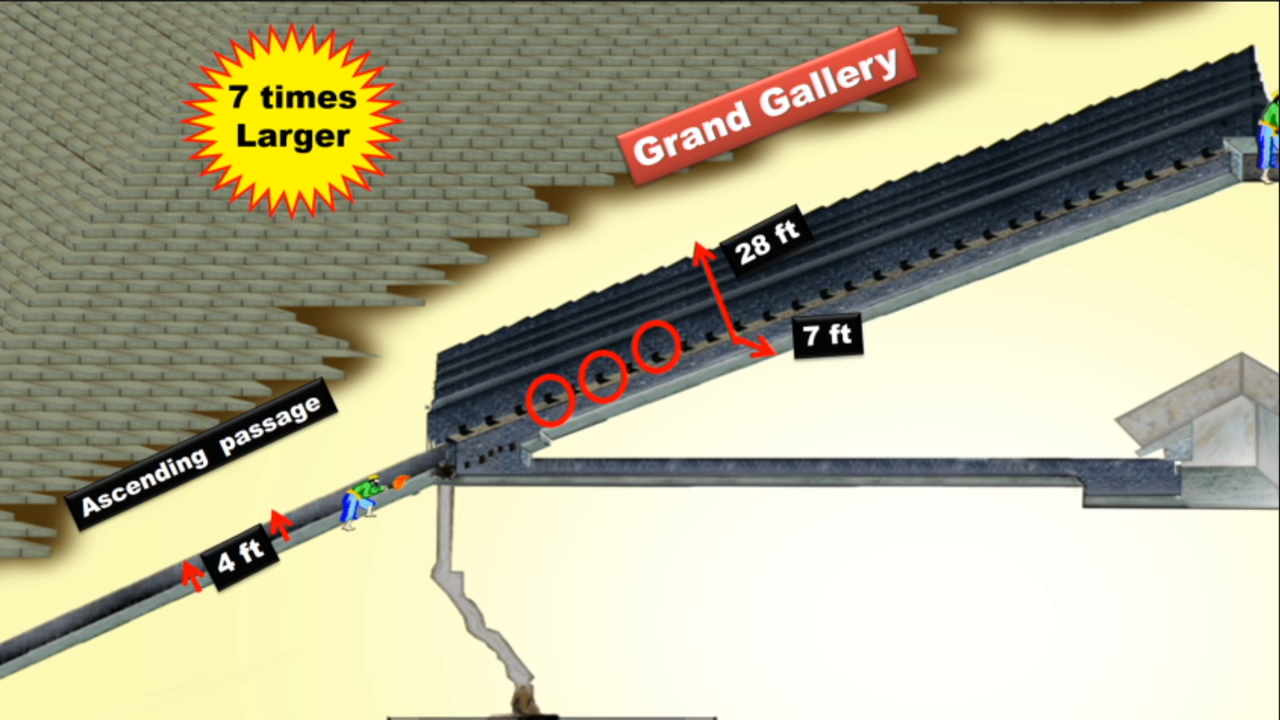 7 times
Larger
Grand Gallery
28 ft
7 ft
Ascending passage
4 ft